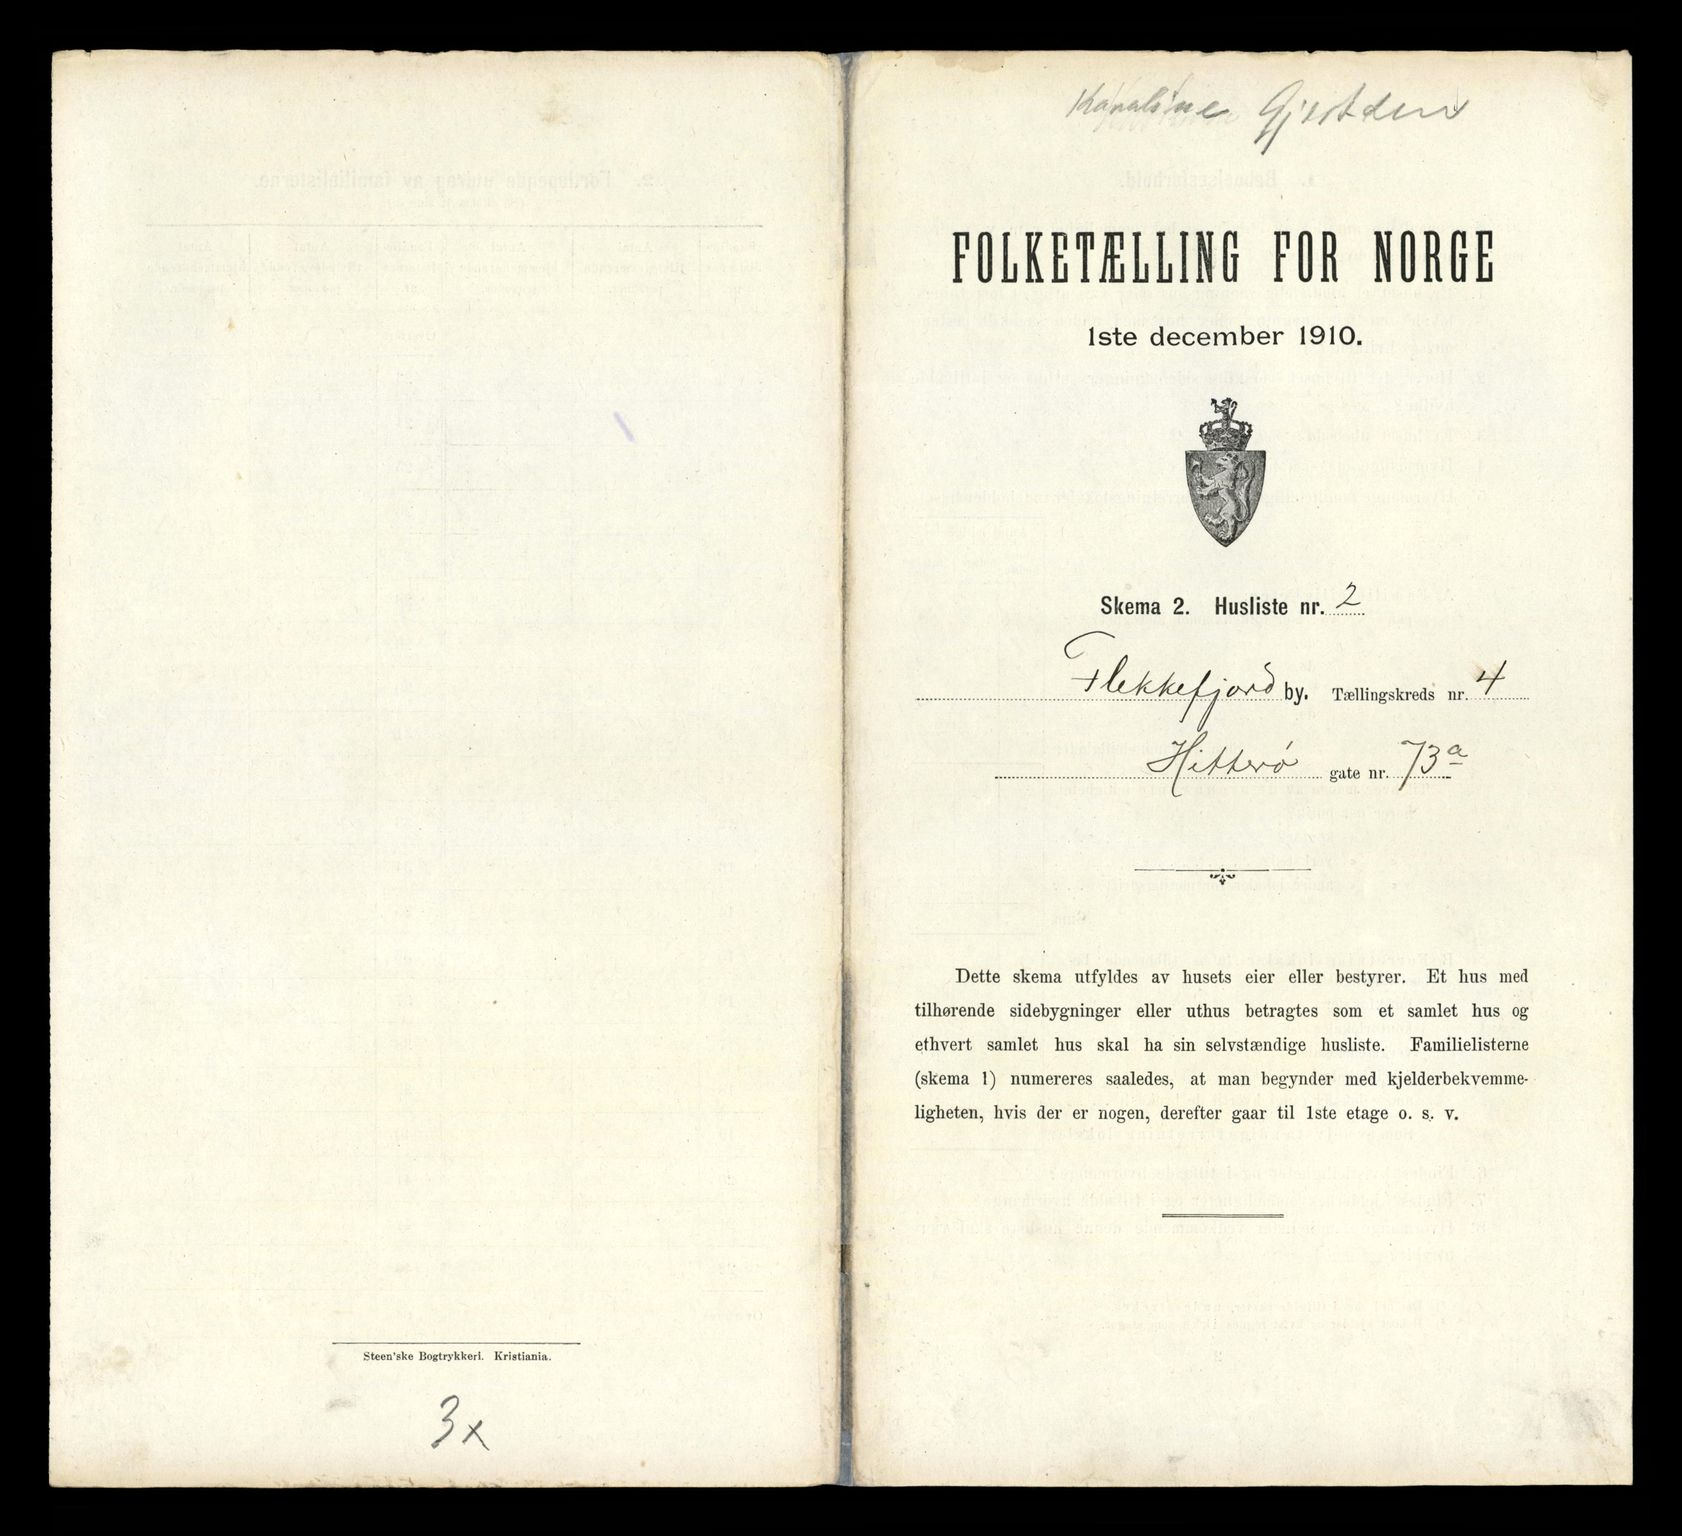 Steen'ske Bogtrykkeri. Kristiania.
3x
FOLKETÆLLING FOR NORGE
1ste december 1910.
Skema 2. Husliste nr. 2
Flekkefjord by. Tællingskreds nr. 4
Hitterø gate nr. 73a
Dette skema utfyldes av husets eier eller bestyrer. Et hus med
tilhørende sidebygninger eller uthus betragtes som et samlet hus og
ethvert samlet hus skal ha sin selvstændige husliste. Familielisterne
(skema 1) numereres saaledes, at man begynder med kjelderbekvemme-
ligheten, hvis der er nogen, derefter gaar til 1ste etage o. s. v.